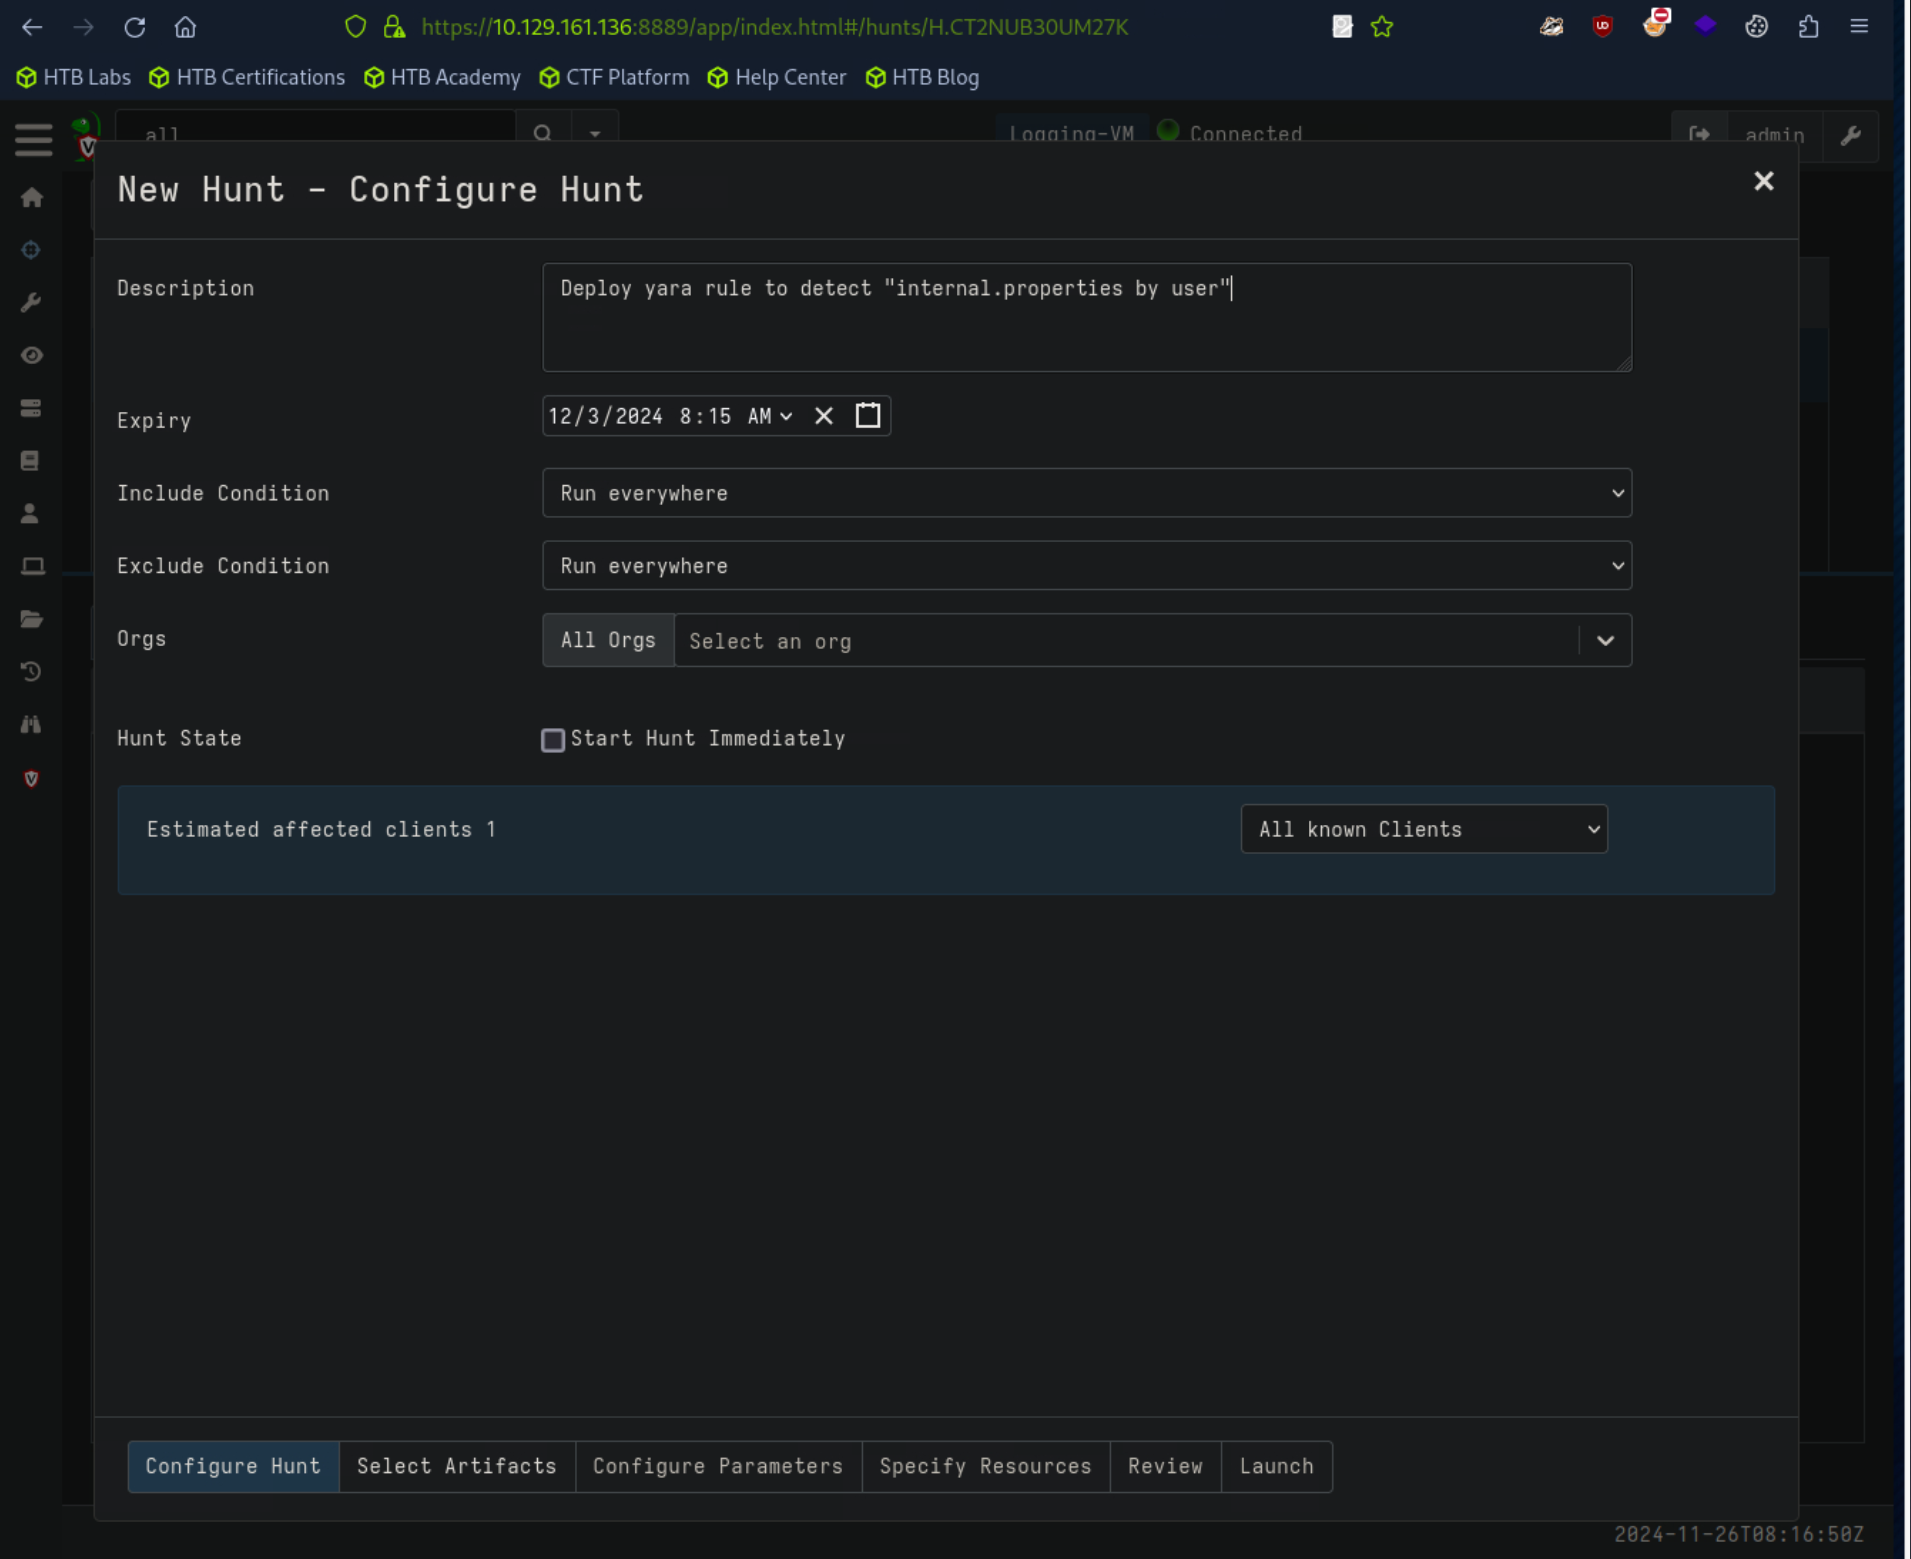 https://10.129.161.136:8889/app/index.html#/hunts/H.CT2NUB30UM27K
HTB Labs HTB Certifications HTB Academy CTF Platform Help Center HTB Blog
all Logging-VM Connected admin
New Hunt - Configure Hunt
Description Deploy yara rule to detect "internal.properties by user"
Expiry 12/3/2024 8:15 AM
Include Condition Run everywhere
Exclude Condition Run everywhere
Orgs All Orgs Select an org
Hunt State Start Hunt Immediately
Estimated affected clients 1 All known Clients
Configure Hunt Select Artifacts Configure Parameters Specify Resources Review Launch
2024-11-26T08:16:50Z